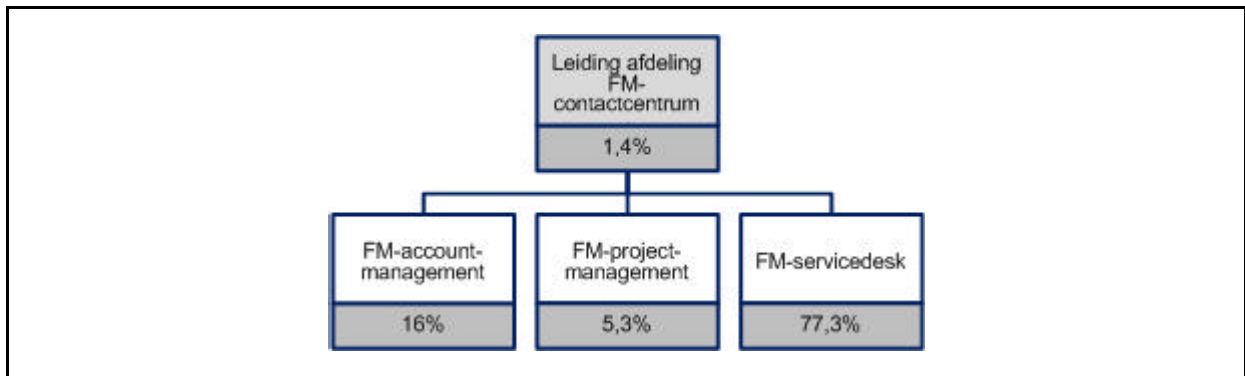 Leiding afdeling
FM-
contactcentrum
1,4%
FM-account-
management
16%
FM-project-
management
5,3%
FM-servicedesk
77,3%